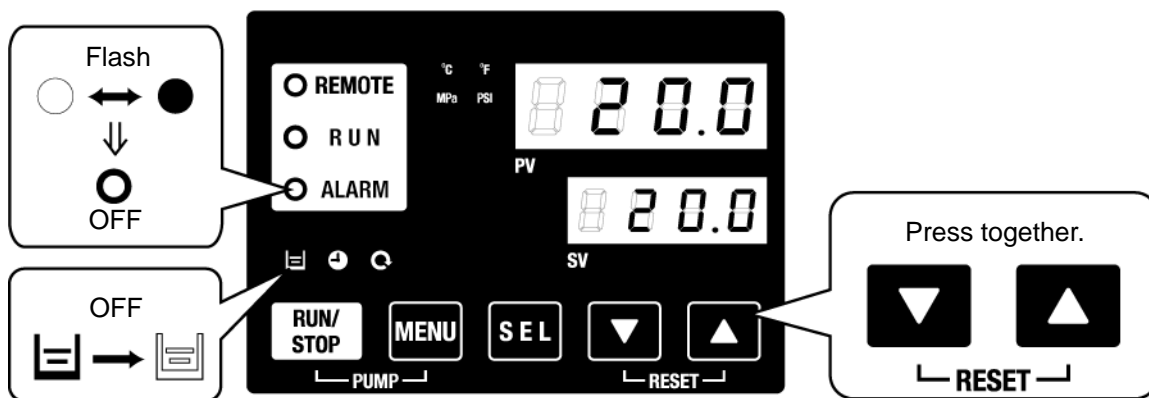 Flash
OFF
OFF
REMOTE
RUN
ALARM
°C °F
MPa PSI
20.0
PV
20.0
SV
RUN/
STOP
MENU
SEL
PUMP
RESET
Press together.
RESET